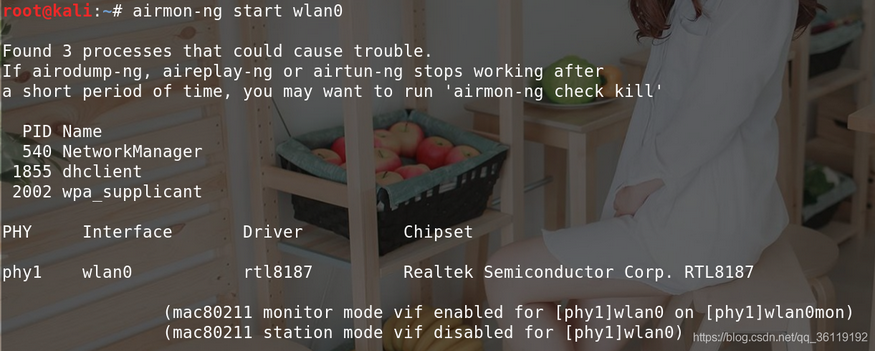 root@kali:~# airmon-ng start wlan0
Found 3 processes that could cause trouble.
If airodump-ng, aireplay-ng or airtun-ng stops working after
a short period of time, you may want to run 'airmon-ng check kill'
PID Name
540 NetworkManager
1855 dhclient
2002 wpa_supplicant
PHY Interface Driver Chipset
phy1 wlan0 rtl8187 Realtek Semiconductor Corp. RTL8187
(mac80211 monitor mode vif enabled for [phy1]wlan0 on [phy1]wlan0mon)
(mac80211 station mode vif disabled for [phy1]wlan0)
https://blog.csdn.net/qq_36119192